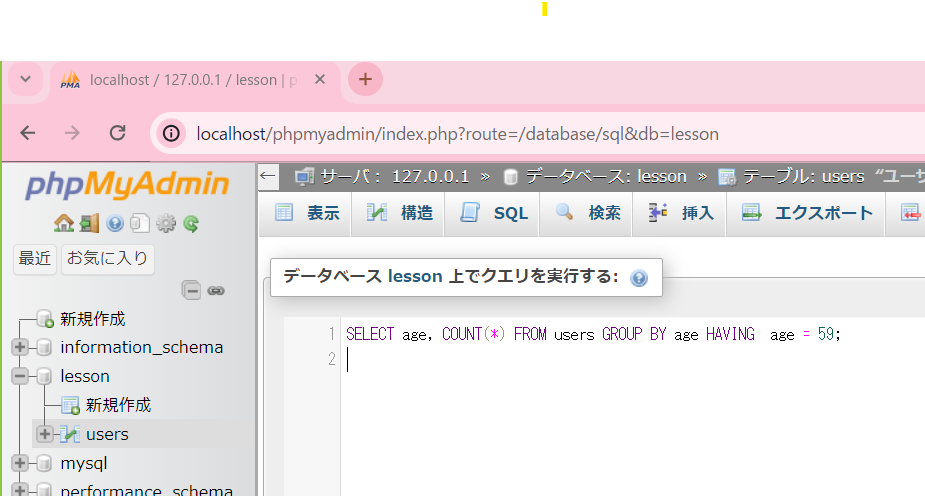 PMA localhost / 127.0.0.1 / lesson | p
localhost/phpmyadmin/index.php?route=/database/sql&db=lesson
phpMyAdmin
最近 お気に入り
新規作成
information_schema
lesson
新規作成
users
mysql
performance_schema
サーバ: 127.0.0.1 » データベース: lesson » テーブル: users "ユーザ
表示 構造 SQL 検索 挿入 エクスポート
データベース lesson 上でクエリを実行する:
1 SELECT age, COUNT(*) FROM users GROUP BY age HAVING  age = 59;
2